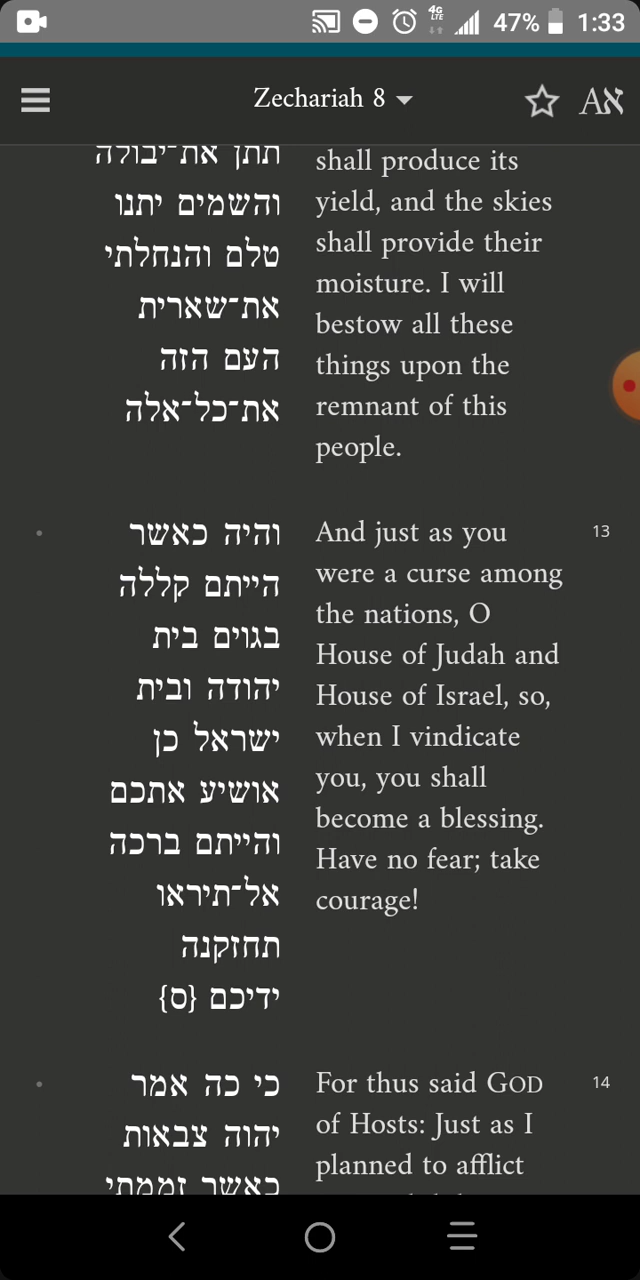 4G
LTE
47%
1:33
Zechariah 8
Aא
תתן את־יבולה
והשמים יתנו
טלם והנחלתי
את־שארית
העם הזה
את־כל־אלה
shall produce its
yield, and the skies
shall provide their
moisture. I will
bestow all these
things upon the
remnant of this
people.
והיה כאשר
הייתם קללה
בגוים בית
יהודה ובית
ישראל כן
אושיע אתכם
והייתם ברכה
אל־תיראו
תחזקנה
ידיכם {ס}
And just as you
were a curse among
the nations, O
House of Judah and
House of Israel, so,
when I vindicate
you, you shall
become a blessing.
Have no fear; take
courage!
13
כי כה אמר
יהוה צבאות
כאשר זממתי
For thus said GOD
of Hosts: Just as I
planned to afflict
14